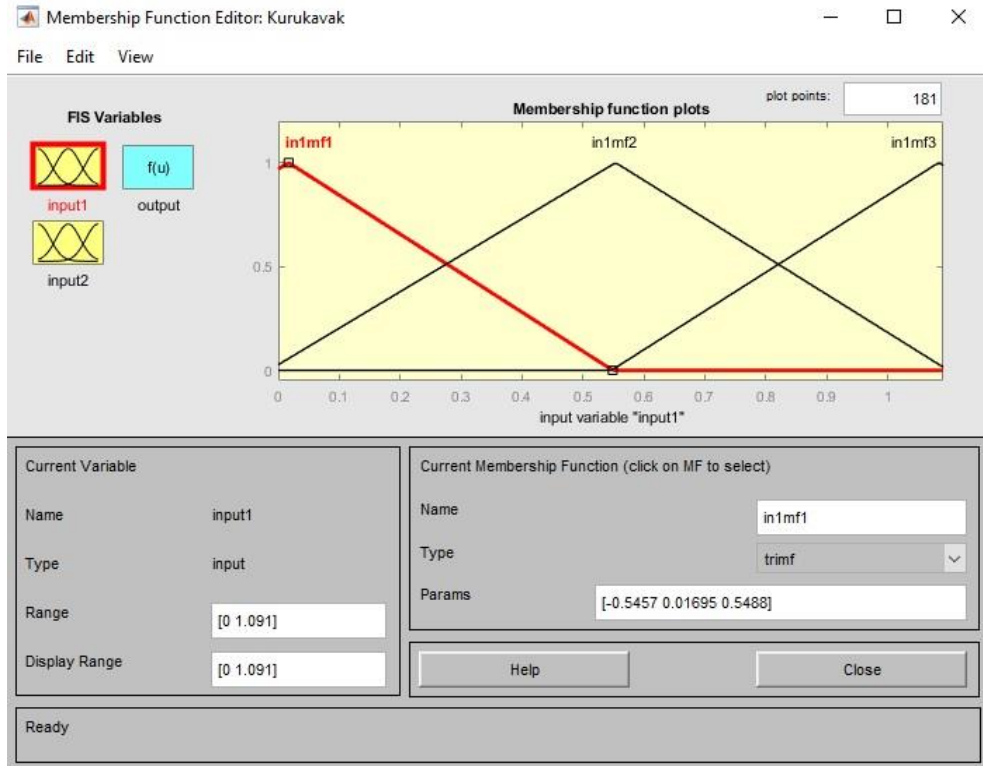 Membership Function Editor: Kurukavak
File Edit View
FIS Variables
f(u)
input1 output
input2
Membership function plots
plot points: 181
in1mf1 in1mf2 in1mf3
1
0.5
0
0 0.1 0.2 0.3 0.4 0.5 0.6 0.7 0.8 0.9 1
input variable "input1"
Current Variable
Name input1
Type input
Range [0 1.091]
Display Range [0 1.091]
Current Membership Function (click on MF to select)
Name in1mf1
Type trimf
Params [-0.5457 0.01695 0.5488]
Help Close
Ready